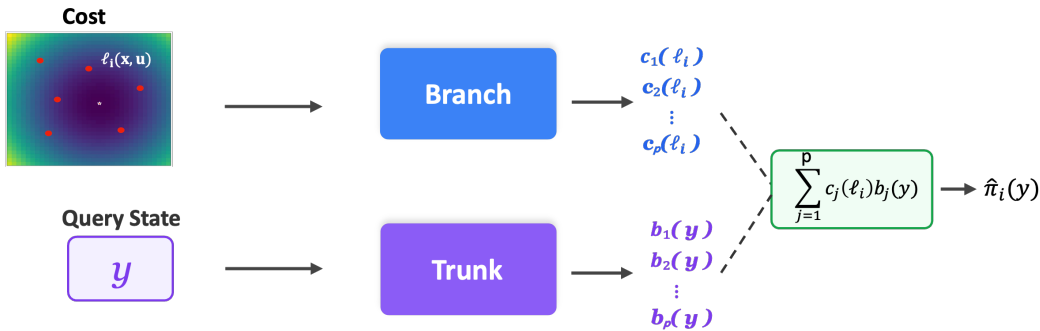 Cost
ℓᵢ(x, u)
Branch
c₁(ℓᵢ)
c₂(ℓᵢ)
⋮
cₚ(ℓᵢ)
Query State
y
Trunk
b₁(y)
b₂(y)
⋮
bₚ(y)
p
∑ cⱼ(ℓᵢ)bⱼ(y)
j=1
π̂ᵢ(y)